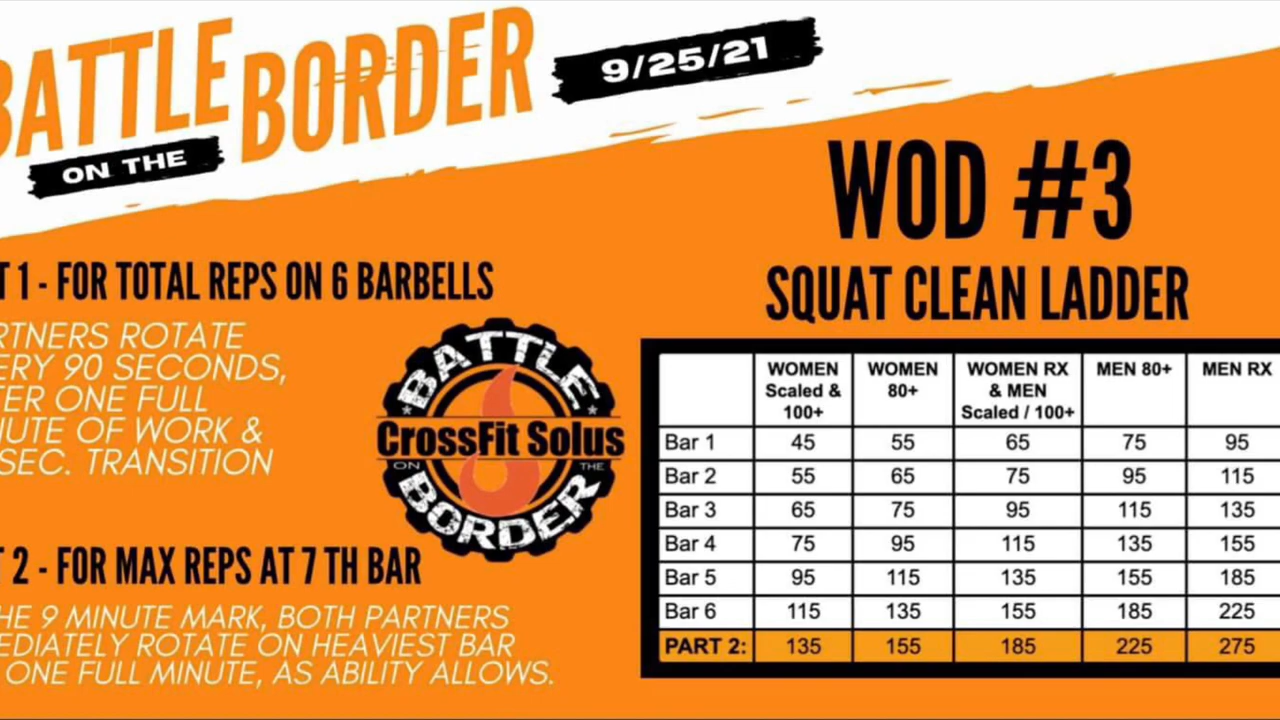 BATTLE
ON THE
BORDER
9/25/21
WOD #3
SQUAT CLEAN LADDER
T 1 - FOR TOTAL REPS ON 6 BARBELLS
RTNERS ROTATE
ERY 90 SECONDS,
TER ONE FULL
UTE OF WORK &
SEC. TRANSITION
BATTLE
CrossFit Solus
ON THE
BORDER
T 2 - FOR MAX REPS AT 7 TH BAR
HE 9 MINUTE MARK, BOTH PARTNERS
EDIATELY ROTATE ON HEAVIEST BAR
ONE FULL MINUTE, AS ABILITY ALLOWS.
WOMEN Scaled & 100+ WOMEN 80+ WOMEN RX & MEN Scaled / 100+ MEN 80+ MEN RX
Bar 1 45 55 65 75 95
Bar 2 55 65 75 95 115
Bar 3 65 75 95 115 135
Bar 4 75 95 115 135 155
Bar 5 95 115 135 155 185
Bar 6 115 135 155 185 225
PART 2: 135 155 185 225 275